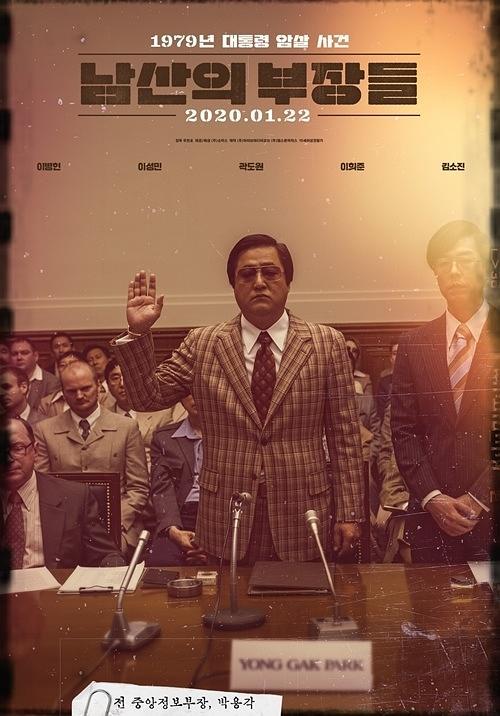 1979년 대통령 암살 사건
남산의 부장들
2020.01.22
이병헌 이성민 곽도원 이희준 김소진
YONG GAK PARK
전 중앙정보부장, 박용각